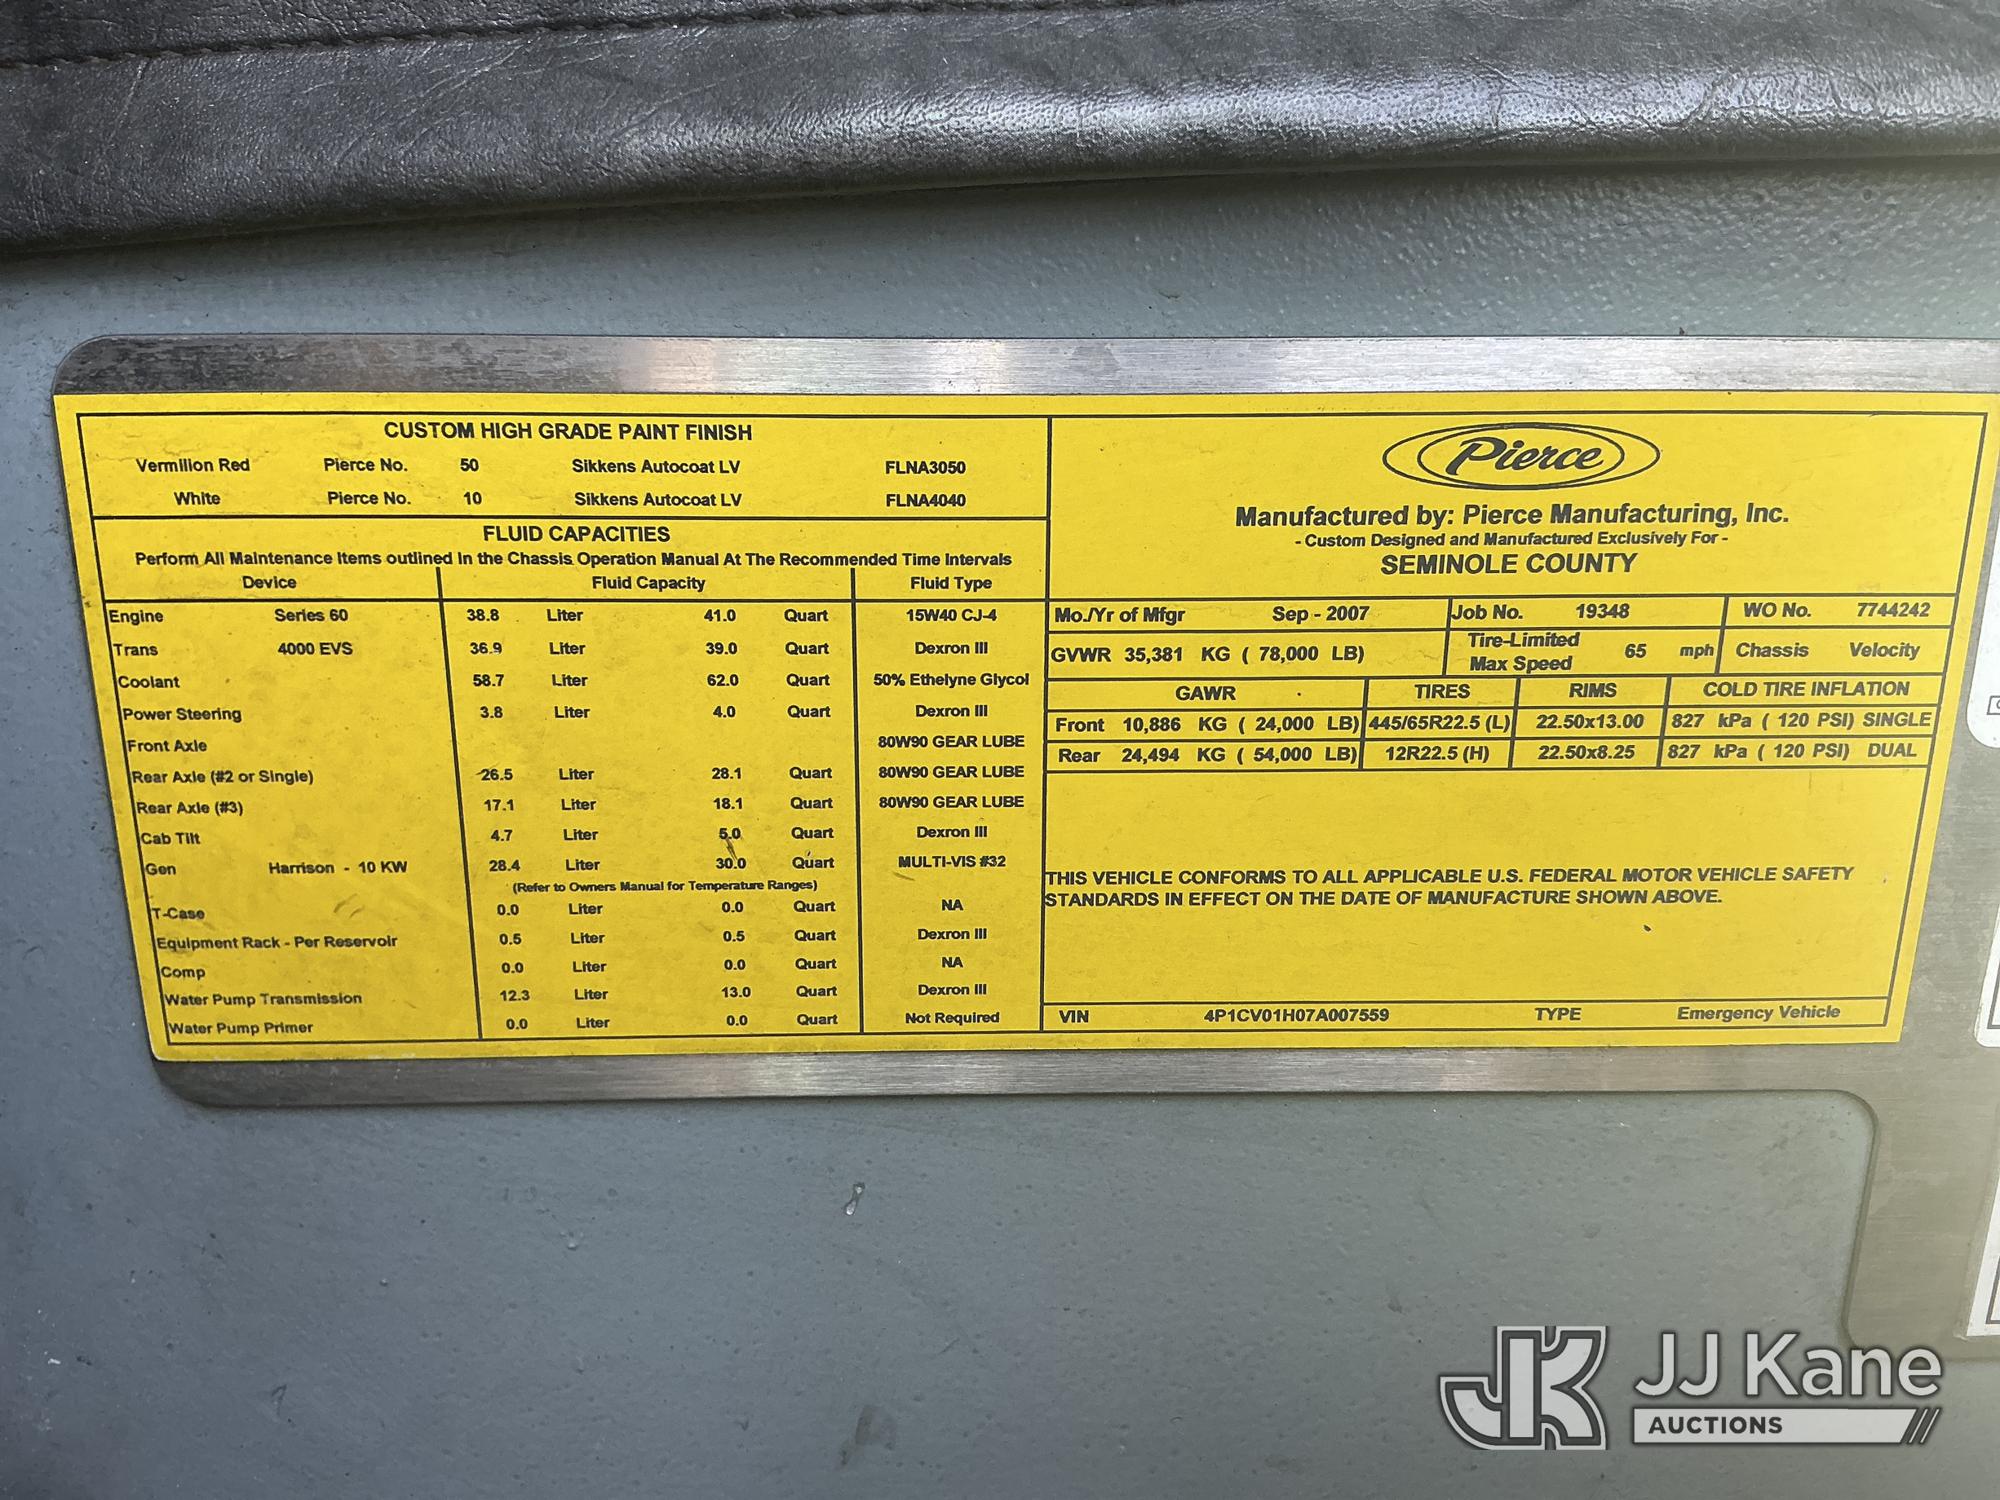 CUSTOM HIGH GRADE PAINT FINISH
Vermilion Red Pierce No. 50 Sikkens Autocoat LV FLNA3050
White Pierce No. 10 Sikkens Autocoat LV FLNA4040
FLUID CAPACITIES
Perform All Maintenance Items outlined In the Chassis Operation Manual At The Recommended Time Intervals
Device Fluid Capacity Fluid Type
Engine Series 60 38.8 Liter 41.0 Quart 15W40 CJ-4
Trans 4000 EVS 36.9 Liter 39.0 Quart Dexron III
Coolant 58.7 Liter 62.0 Quart 50% Ethelyne Glycol
Power Steering 3.8 Liter 4.0 Quart Dexron III
Front Axle 80W90 GEAR LUBE
Rear Axle (#2 or Single) 26.5 Liter 28.1 Quart 80W90 GEAR LUBE
Rear Axle (#3) 17.1 Liter 18.1 Quart 80W90 GEAR LUBE
Cab Tilt 4.7 Liter 5.0 Quart Dexron III
Gen Harrison - 10 KW 28.4 Liter 30.0 Quart MULTI-VIS #32
(Refer to Owners Manual for Temperature Ranges)
T-Case 0.0 Liter 0.0 Quart NA
Equipment Rack - Per Reservoir 0.5 Liter 0.5 Quart Dexron III
Comp 0.0 Liter 0.0 Quart NA
Water Pump Transmission 12.3 Liter 13.0 Quart Dexron III
Water Pump Primer 0.0 Liter 0.0 Quart Not Required
Pierce
Manufactured by: Pierce Manufacturing, Inc.
- Custom Designed and Manufactured Exclusively For -
SEMINOLE COUNTY
Mo./Yr of Mfgr Sep - 2007 Job No. 19348 WO No. 7744242
GVWR 35,381 KG ( 78,000 LB) Tire-Limited Max Speed 65 mph Chassis Velocity
GAWR TIRES RIMS COLD TIRE INFLATION
Front 10,886 KG ( 24,000 LB) 445/65R22.5 (L) 22.50x13.00 827 kPa ( 120 PSI) SINGLE
Rear 24,494 KG ( 54,000 LB) 12R22.5 (H) 22.50x8.25 827 kPa ( 120 PSI) DUAL
THIS VEHICLE CONFORMS TO ALL APPLICABLE U.S. FEDERAL MOTOR VEHICLE SAFETY
STANDARDS IN EFFECT ON THE DATE OF MANUFACTURE SHOWN ABOVE.
VIN 4P1CV01H07A007559 TYPE Emergency Vehicle
JK JJ Kane
AUCTIONS